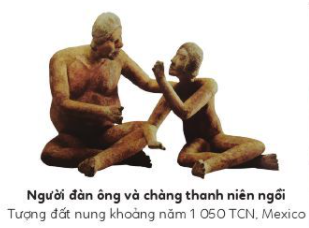 Người đàn ông và chàng thanh niên ngồi
Tượng đất nung khoảng năm 1 050 TCN, Mexico